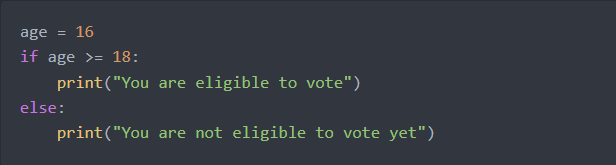 age = 16
if age >= 18:
    print("You are eligible to vote")
else:
    print("You are not eligible to vote yet")